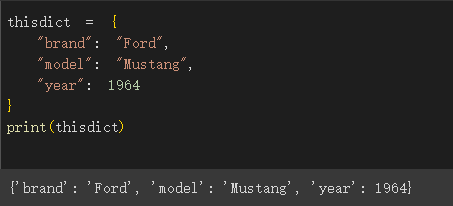 thisdict = {
    "brand": "Ford",
    "model": "Mustang",
    "year": 1964
}
print(thisdict)
{'brand': 'Ford', 'model': 'Mustang', 'year': 1964}